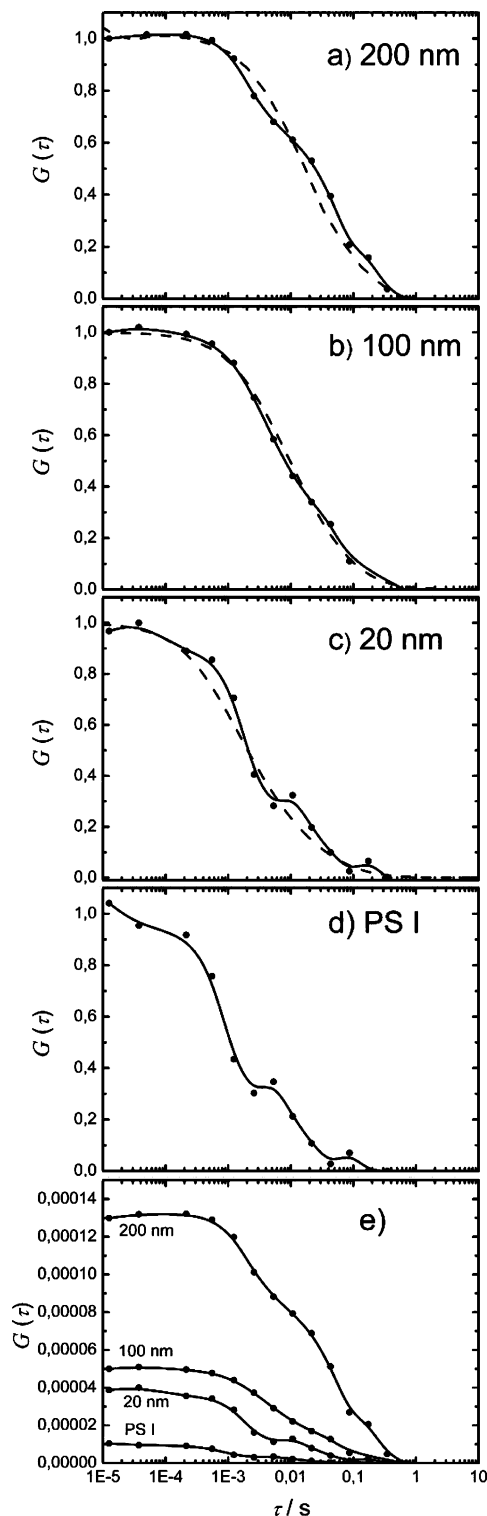 a) 200 nm
1,0
0,8
0,6
0,4
0,2
0,0
G (τ)
b) 100 nm
1,0
0,8
0,6
0,4
0,2
0,0
G (τ)
c) 20 nm
1,0
0,8
0,6
0,4
0,2
0,0
G (τ)
d) PS I
1,0
0,8
0,6
0,4
0,2
0,0
G (τ)
e)
0,00014
0,00012
0,00010
0,00008
0,00006
0,00004
0,00002
0,00000
G (τ)
200 nm
100 nm
20 nm
PS I
1E-5 1E-4 1E-3 0,01 0,1 1 10
τ / s